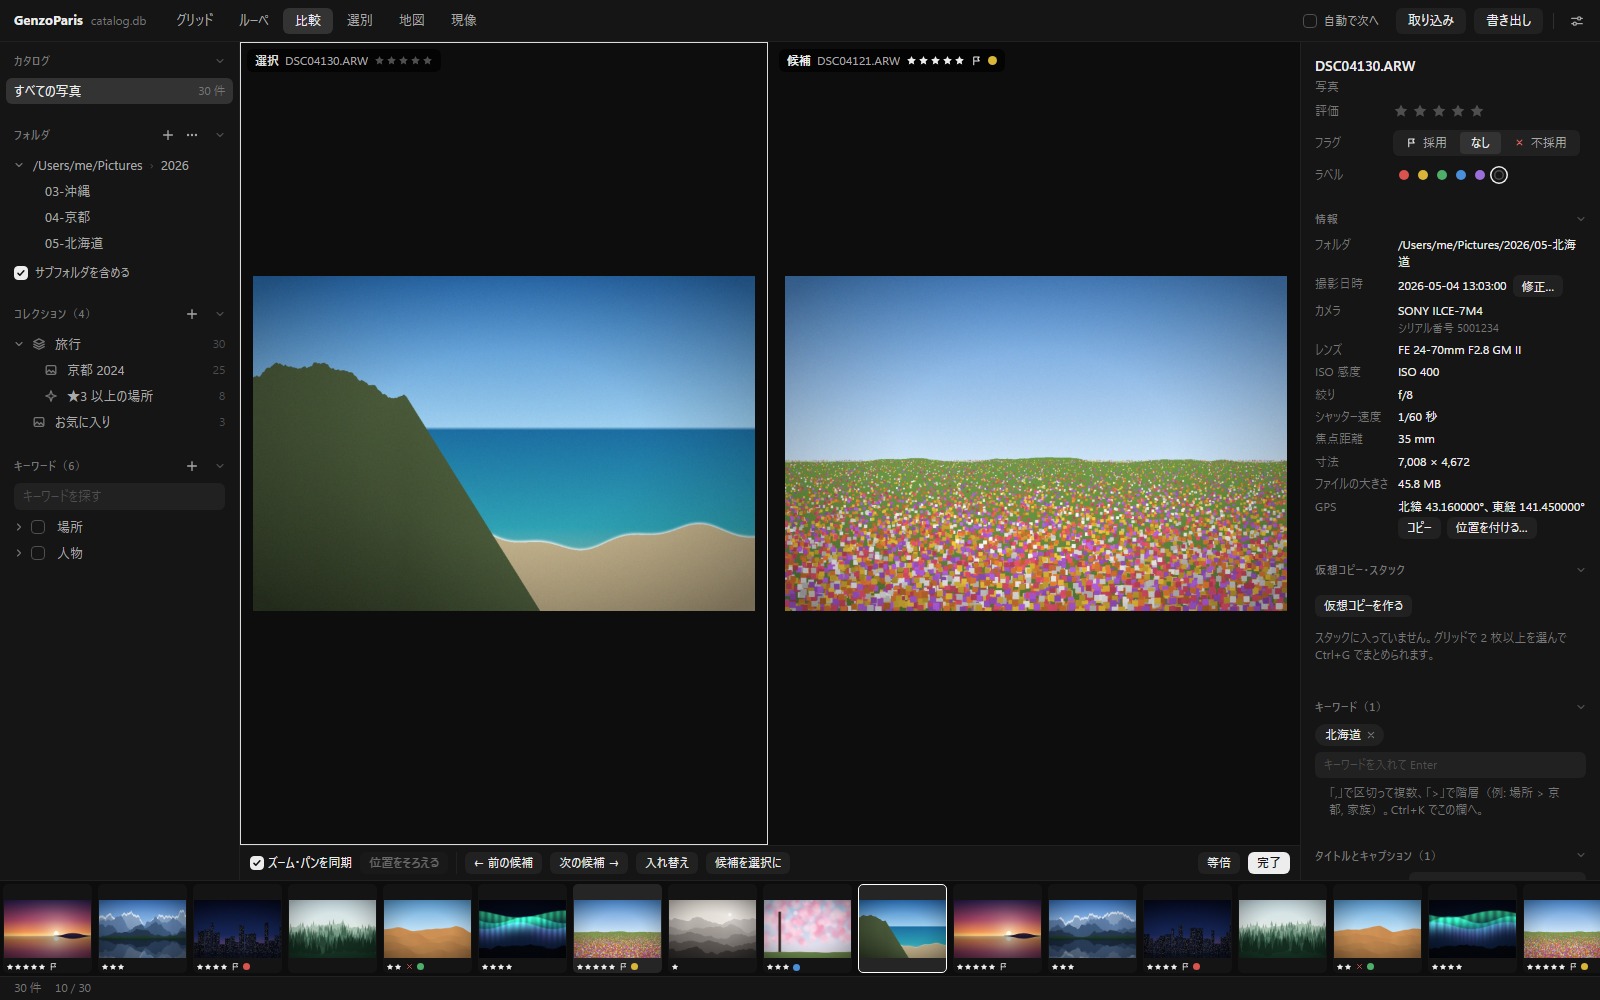 GenzoParis catalog.db グリッド ルーペ 比較 選別 地図 現像 自動で次へ 取り込み 書き出し
カタログ
すべての写真 30 件
フォルダ
/Users/me/Pictures › 2026
03-沖縄
04-京都
05-北海道
サブフォルダを含める
コレクション（4）
旅行 30
京都 2024 25
★3 以上の場所 8
お気に入り 3
キーワード（6）
キーワードを探す
場所
人物
選択 DSC04130.ARW ★★★★★
候補 DSC04121.ARW ★★★★★
ズーム・パンを同期 位置をそろえる ← 前の候補 次の候補 → 入れ替え 候補を選択に 等倍 完了
DSC04130.ARW
写真
評価 ★★★★★
フラグ 採用 なし × 不採用
ラベル
情報
フォルダ /Users/me/Pictures/2026/05-北海
道
撮影日時 2026-05-04 13:03:00 修正...
カメラ SONY ILCE-7M4
シリアル番号 5001234
レンズ FE 24-70mm F2.8 GM II
ISO 感度 ISO 400
絞り f/8
シャッター速度 1/60 秒
焦点距離 35 mm
寸法 7,008 × 4,672
ファイルの大きさ 45.8 MB
GPS 北緯 43.160000°、東経 141.450000°
コピー 位置を付ける...
仮想コピー・スタック
仮想コピーを作る
スタックに入っていません。グリッドで 2 枚以上を選んで
Ctrl+G でまとめられます。
キーワード（1）
北海道 ×
キーワードを入れて Enter
「,」で区切って複数、「>」で階層（例: 場所 > 京
都, 家族）。Ctrl+K でこの欄へ。
タイトルとキャプション（1）
★★★★★ ★★★ ★★★★ ★★ × ★★★★ ★★★★★ ★ ★★★ ★★★★★ ★★★ ★★★★ ★★ × ★★★★ ★★★★★
30 件 10 / 30